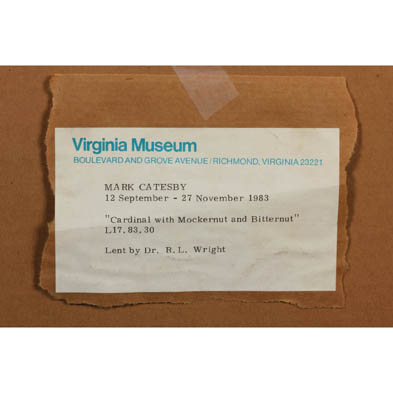 Virginia Museum
BOULEVARD AND GROVE AVENUE/RICHMOND, VIRGINIA 23221
MARK CATESBY
12 September - 27 November 1983
"Cardinal with Mockernut and Bitternut"
L17.83.30
Lent by Dr. R.L. Wright